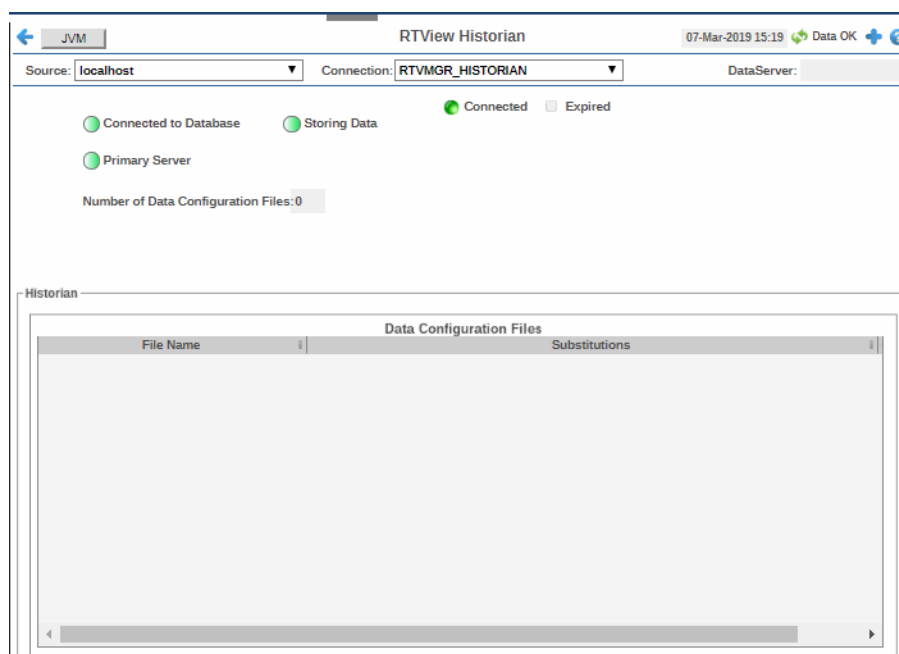 JVM RTView Historian 07-Mar-2019 15:19 Data OK
Source: localhost Connection: RTVMGR_HISTORIAN DataServer:
Connected Expired
Connected to Database Storing Data
Primary Server
Number of Data Configuration Files: 0
Historian
Data Configuration Files
File Name Substitutions